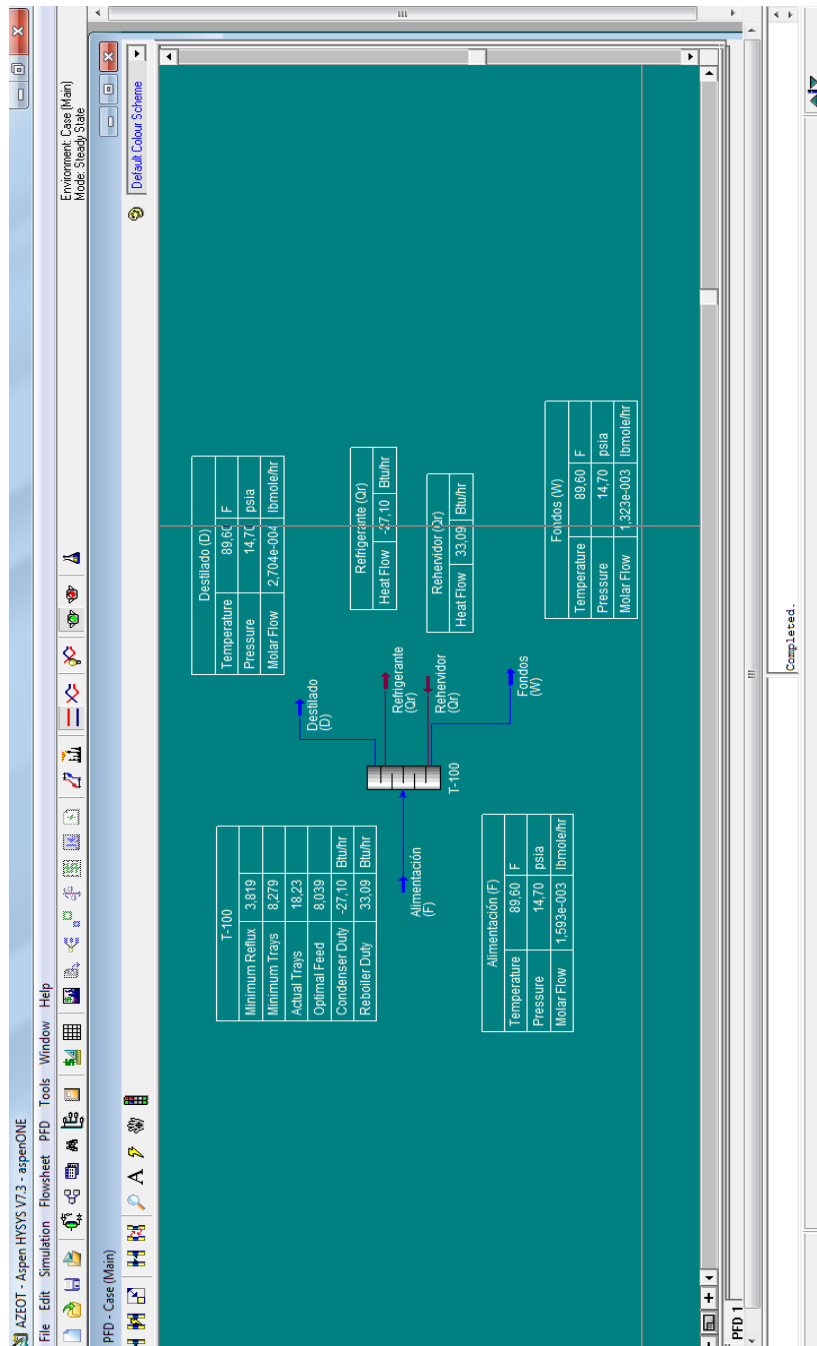 AZEOT - Aspen HYSYS V7.3 - aspenONE
File Edit Simulation Flowsheet PFD Tools Window Help
Environment: Case (Main)
Mode: Steady State
PFD - Case (Main)
A
Default Colour Scheme
T-100
Minimum Reflux 3,819
Minimum Trays 8,279
Actual Trays 18,23
Optimal Feed 8,039
Condenser Duty -27,10 Btu/hr
Reboiler Duty 33,09 Btu/hr
Destilado (D)
Temperature 89,60 F
Pressure 14,70 psia
Molar Flow 2,704e-004 lbmole/hr
Destilado
(D)
Refrigerante
(Qr)
Refrigerante (Qr)
Heat Flow -27,10 Btu/hr
Alimentación
(F)
T-100
Rehervidor
(Qr)
Rehervidor (Qr)
Heat Flow 33,09 Btu/hr
Fondos
(W)
Alimentación (F)
Temperature 89,60 F
Pressure 14,70 psia
Molar Flow 1,593e-003 lbmole/hr
Fondos (W)
Temperature 89,60 F
Pressure 14,70 psia
Molar Flow 1,323e-003 lbmole/hr
PFD 1
Completed.